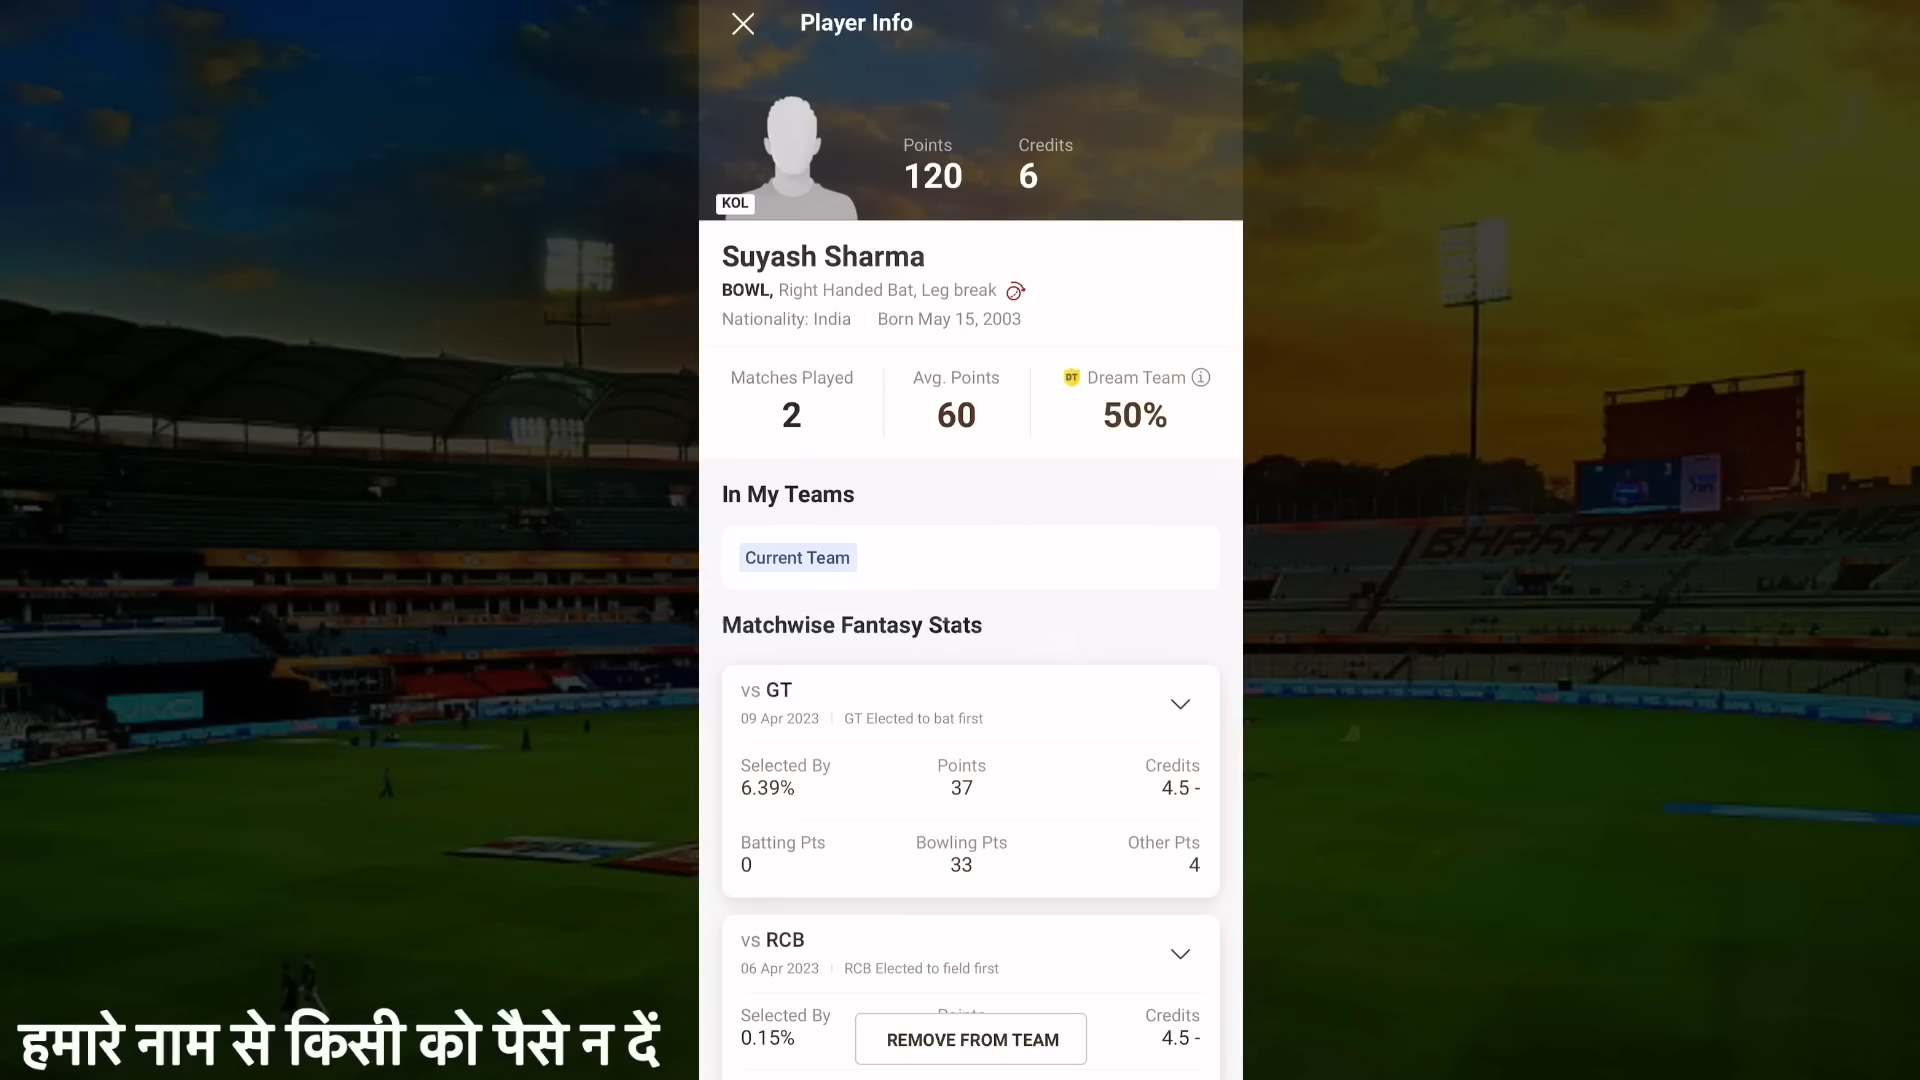 Player Info
Points
Credits
120
6
KOL
Suyash Sharma
BOWL, Right Handed Bat, Leg break
Nationality: India
Born May 15, 2003
Matches Played
Avg. Points
DT
Dream Team
2
60
50%
In My Teams
Current Team
Matchwise Fantasy Stats
vs GT
09 Apr 2023
GT Elected to bat first
Selected By
Points
Credits
6.39%
37
4.5 -
Batting Pts
Bowling Pts
Other Pts
0
33
4
vs RCB
06 Apr 2023
RCB Elected to field first
Selected By
Points
Credits
0.15%
4.5 -
REMOVE FROM TEAM
हमारे नाम से किसी को पैसे न दें
VIVO
BHARATHI CEMENT